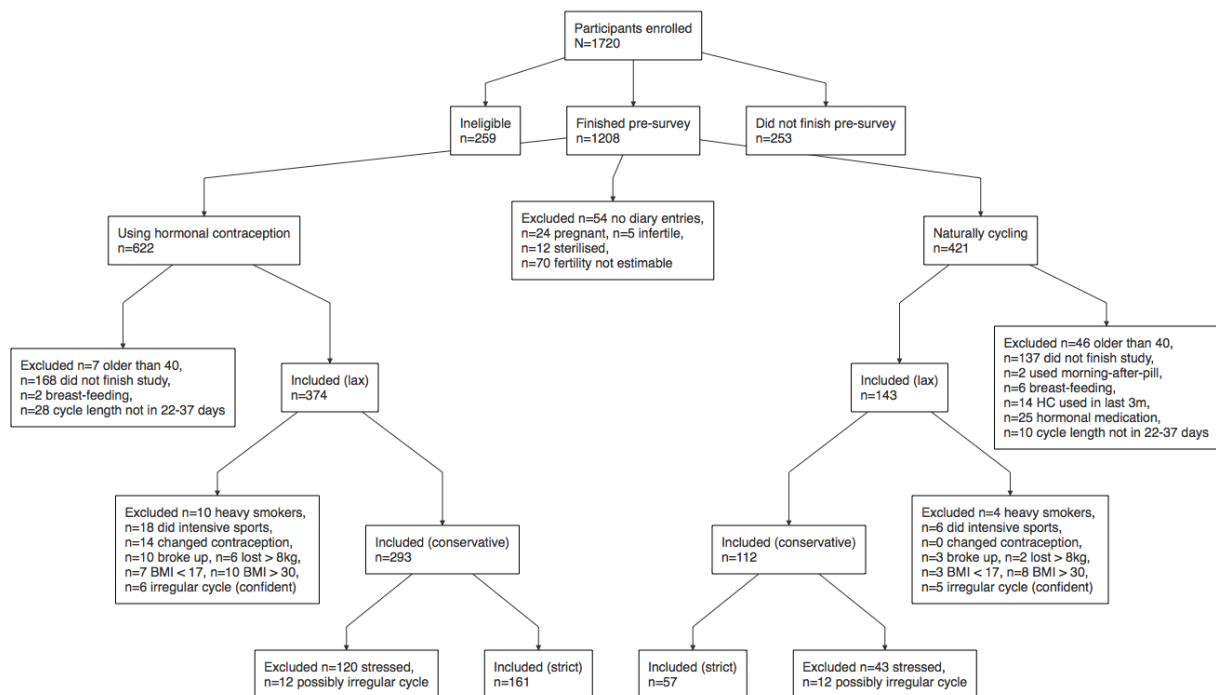 Participants enrolled
N=1720
Ineligible
n=259
Finished pre-survey
n=1208
Did not finish pre-survey
n=253
Using hormonal contraception
n=622
Excluded n=54 no diary entries,
n=24 pregnant, n=5 infertile,
n=12 sterilised,
n=70 fertility not estimable
Naturally cycling
n=421
Excluded n=7 older than 40,
n=168 did not finish study,
n=2 breast-feeding,
n=28 cycle length not in 22-37 days
Included (lax)
n=374
Included (lax)
n=143
Excluded n=46 older than 40,
n=137 did not finish study,
n=2 used morning-after-pill,
n=6 breast-feeding,
n=14 HC used in last 3m,
n=25 hormonal medication,
n=10 cycle length not in 22-37 days
Excluded n=10 heavy smokers,
n=18 did intensive sports,
n=14 changed contraception,
n=10 broke up, n=6 lost > 8kg,
n=7 BMI < 17, n=10 BMI > 30,
n=6 irregular cycle (confident)
Included (conservative)
n=293
Included (conservative)
n=112
Excluded n=4 heavy smokers,
n=6 did intensive sports,
n=0 changed contraception,
n=3 broke up, n=2 lost > 8kg,
n=3 BMI < 17, n=8 BMI > 30,
n=5 irregular cycle (confident)
Excluded n=120 stressed,
n=12 possibly irregular cycle
Included (strict)
n=161
Included (strict)
n=57
Excluded n=43 stressed,
n=12 possibly irregular cycle